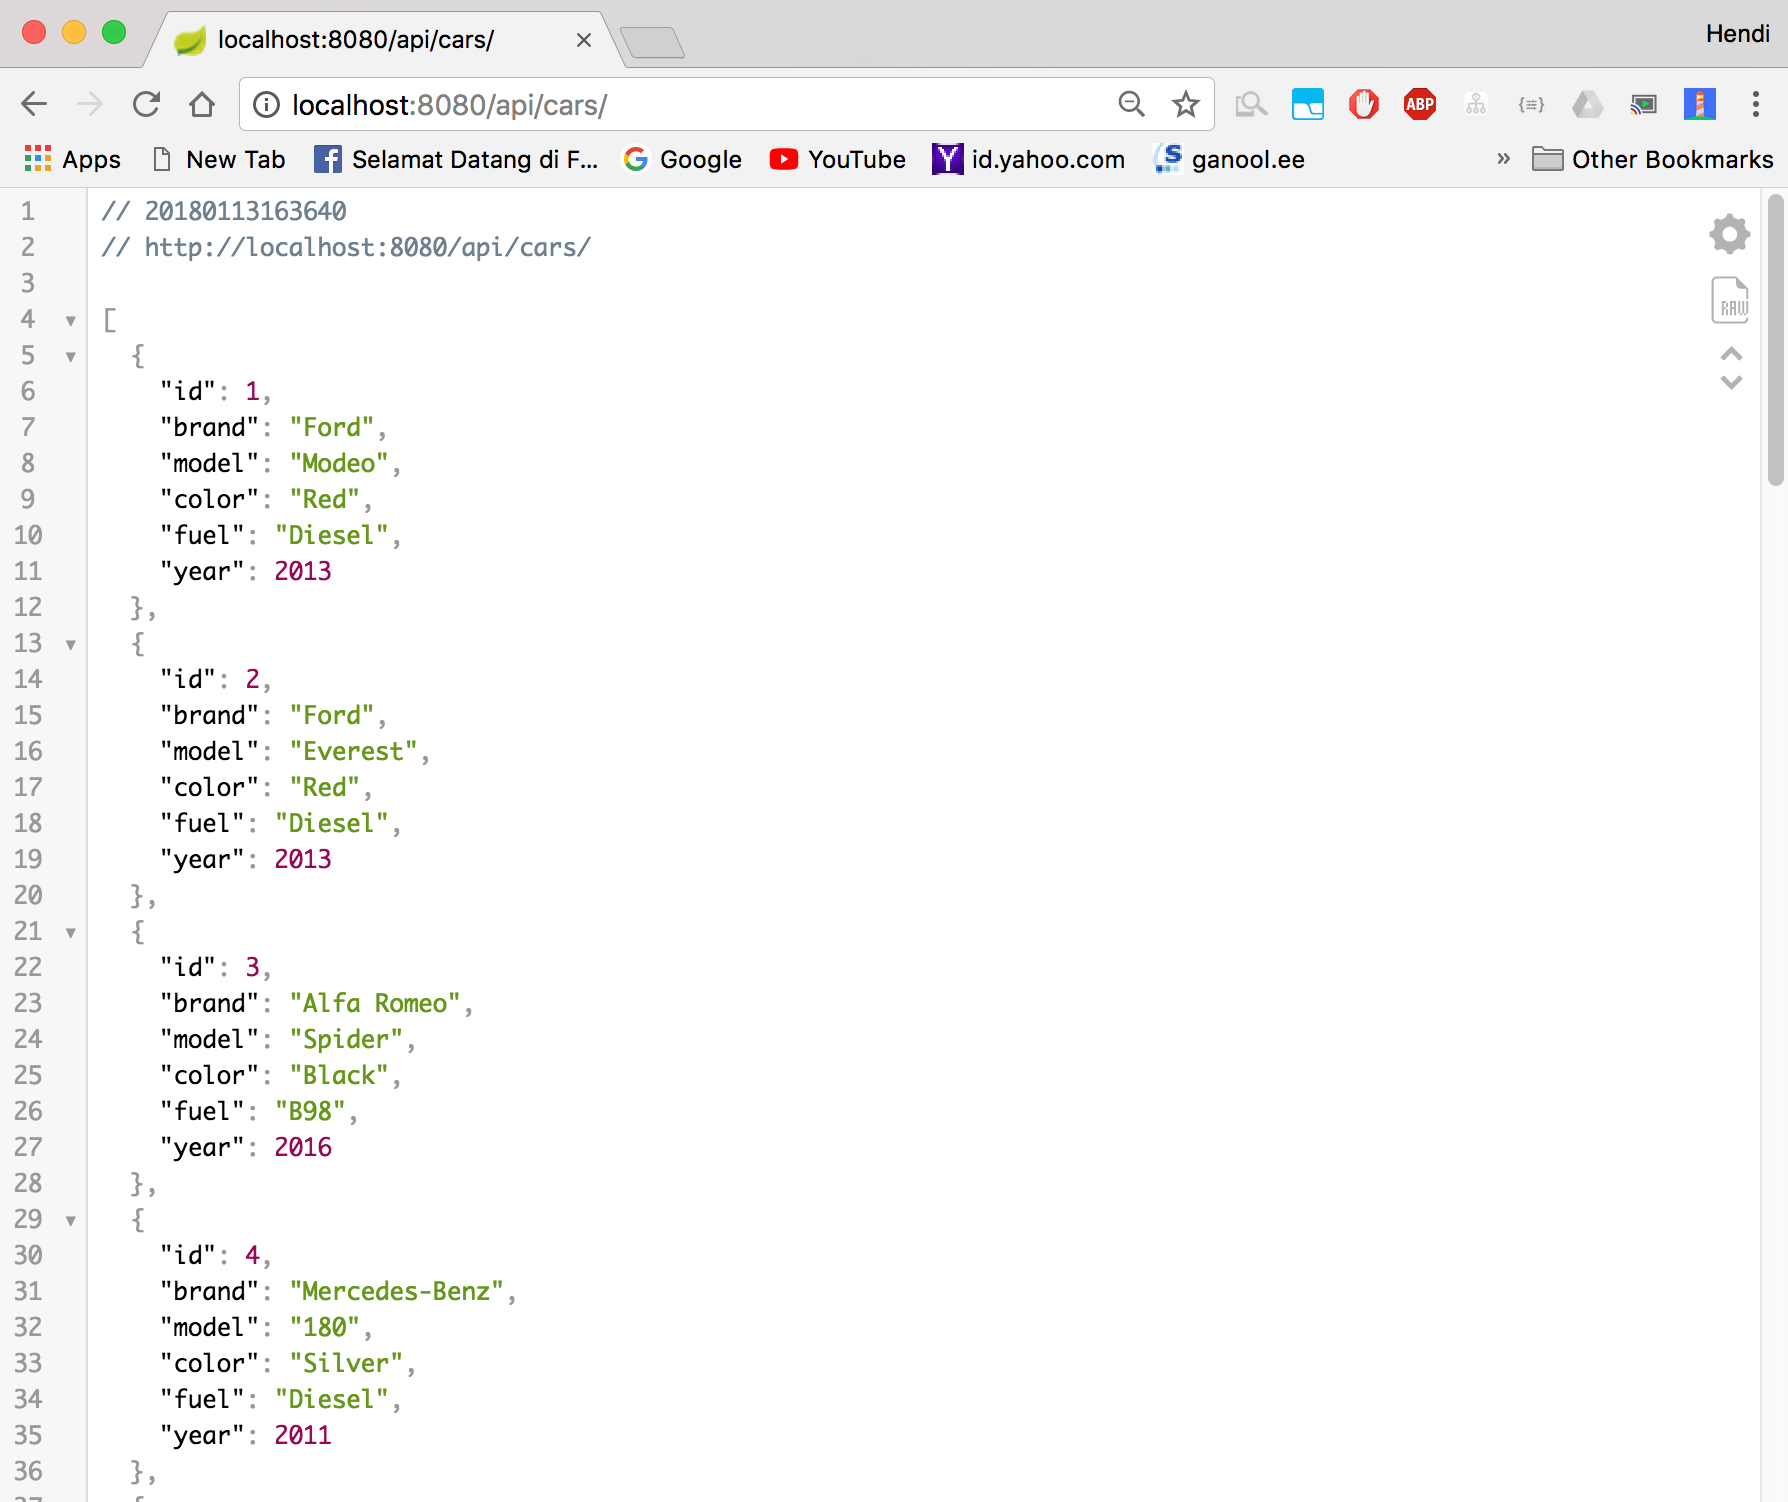 localhost:8080/api/cars/
Hendi
localhost:8080/api/cars/
ABP
Apps
New Tab
Selamat Datang di F...
Google
YouTube
id.yahoo.com
ganool.ee
»
Other Bookmarks
1 // 20180113163640
2 // http://localhost:8080/api/cars/
3
RAW
4 [
5 {
6 "id": 1,
7 "brand": "Ford",
8 "model": "Modeo",
9 "color": "Red",
10 "fuel": "Diesel",
11 "year": 2013
12 },
13 {
14 "id": 2,
15 "brand": "Ford",
16 "model": "Everest",
17 "color": "Red",
18 "fuel": "Diesel",
19 "year": 2013
20 },
21 {
22 "id": 3,
23 "brand": "Alfa Romeo",
24 "model": "Spider",
25 "color": "Black",
26 "fuel": "B98",
27 "year": 2016
28 },
29 {
30 "id": 4,
31 "brand": "Mercedes-Benz",
32 "model": "180",
33 "color": "Silver",
34 "fuel": "Diesel",
35 "year": 2011
36 },